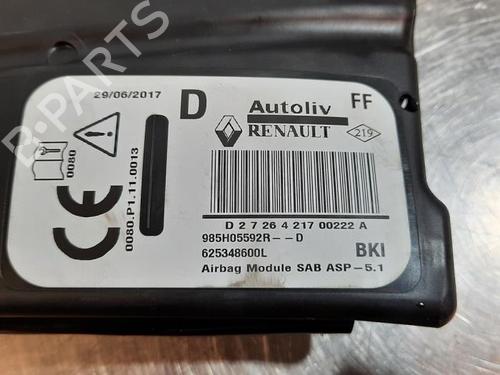 29/06/2017
D
Autoliv
FF
RENAULT
219
0080
0080.P1.11.0013
CE
D 2 7 26 4 217 00222 A
985H05592R--D
625348600L
BKI
Airbag Module SAB ASP-5.1
B-PARTS